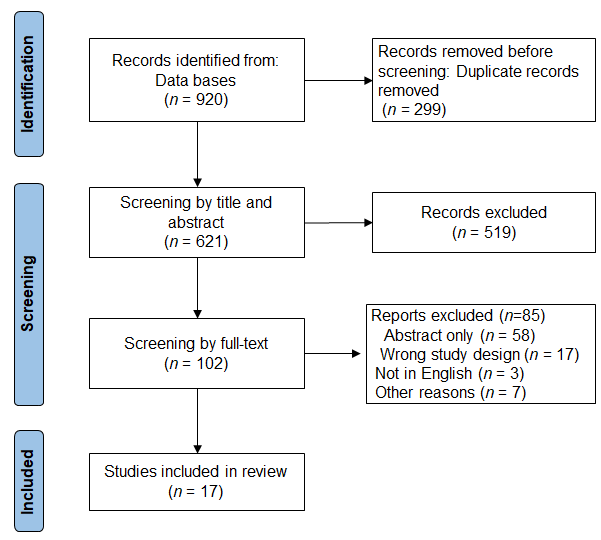 Identification
Records identified from:
Data bases
(n = 920)
Records removed before
screening: Duplicate records
removed
(n = 299)
Screening
Screening by title and
abstract
(n = 621)
Records excluded
(n = 519)
Screening by full-text
(n = 102)
Reports excluded (n=85)
Abstract only (n = 58)
Wrong study design (n = 17)
Not in English (n = 3)
Other reasons (n = 7)
Included
Studies included in review
(n = 17)